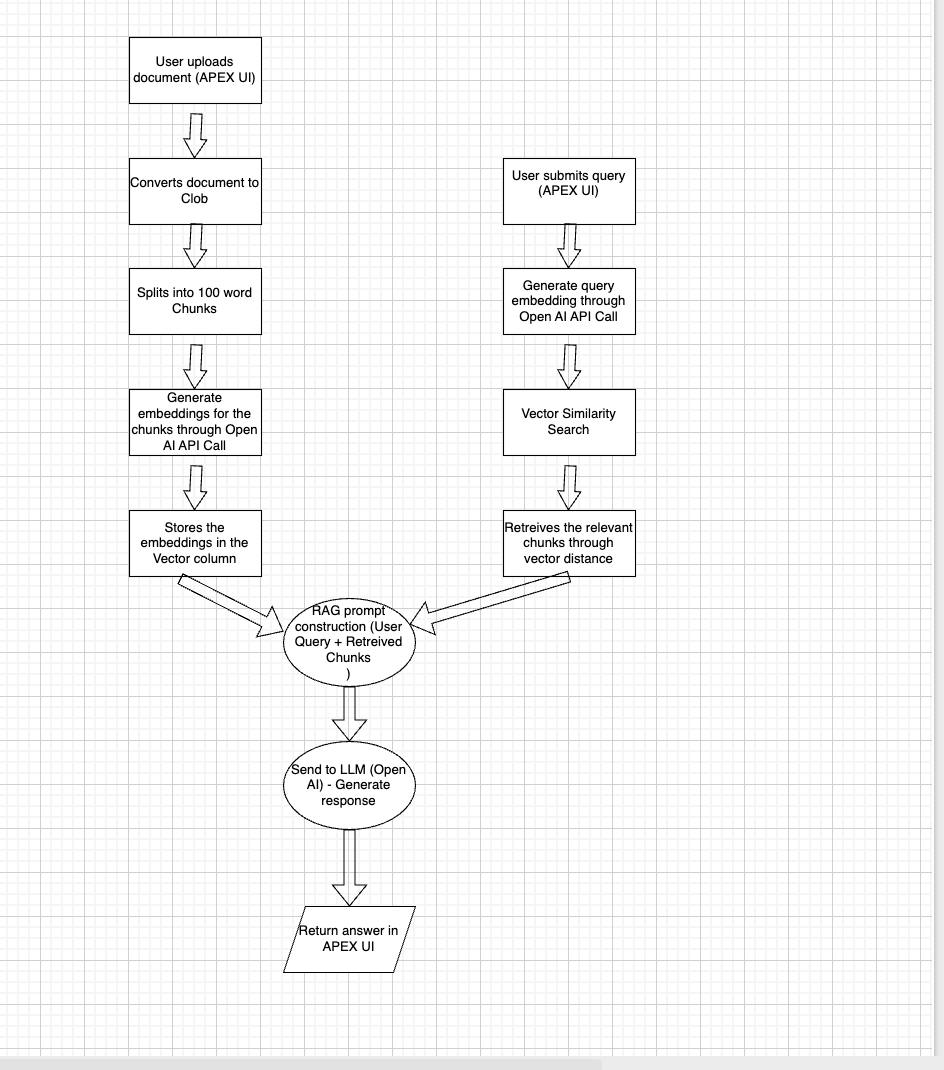 User uploads
document (APEX UI)
Converts document to
Clob
Splits into 100 word
Chunks
Generate
embeddings for the
chunks through Open
AI API Call
Stores the
embeddings in the
Vector column
User submits query
(APEX UI)
Generate query
embedding through
Open AI API Call
Vector Similarity
Search
Retreives the relevant
chunks through
vector distance
RAG prompt
construction (User
Query + Retreived
Chunks
)
Send to LLM (Open
AI) - Generate
response
Return answer in
APEX UI